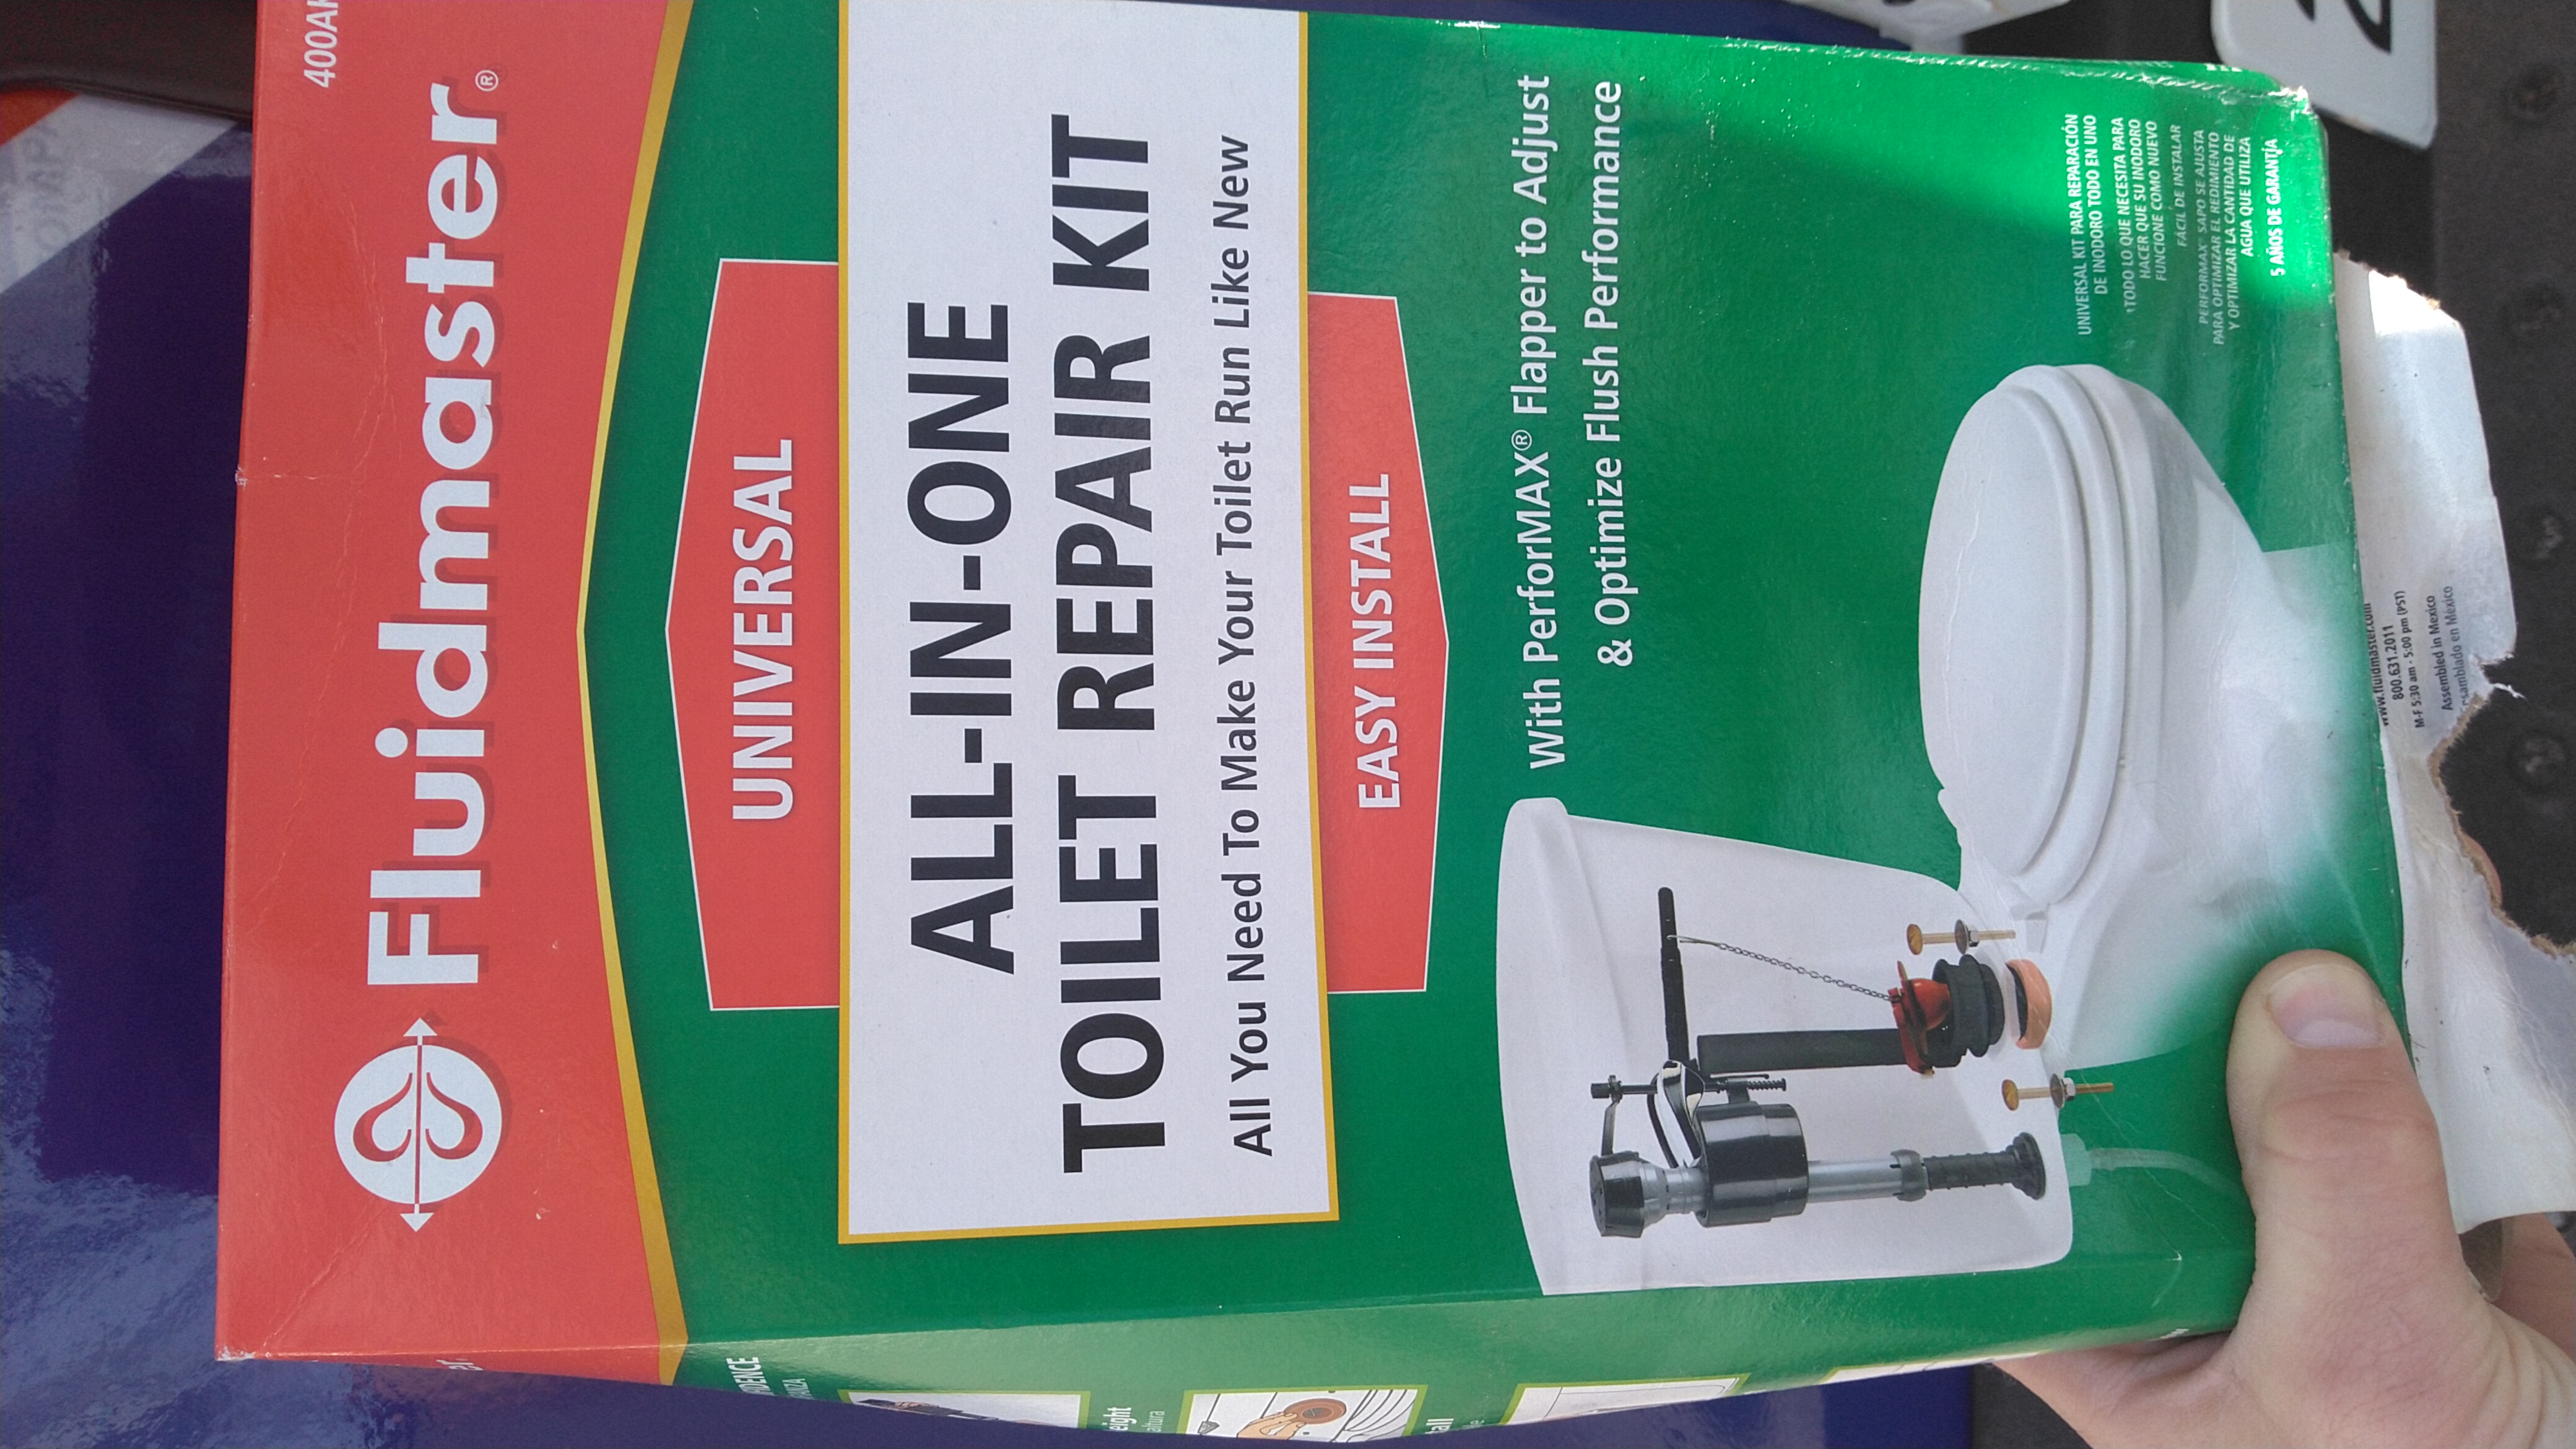 Fluidmaster®
UNIVERSAL
ALL-IN-ONE
TOILET REPAIR KIT
All You Need To Make Your Toilet Run Like New
EASY INSTALL
With PerforMAX® Flapper to Adjust
& Optimize Flush Performance
UNIVERSAL KIT PARA REPARACIÓN
DE INODORO TODO EN UNO
TODO LO QUE NECESITA PARA
HACER QUE SU INODORO
FUNCIONE COMO NUEVO
FÁCIL DE INSTALAR
PERFORMAX® SAPO SE AJUSTA
PARA OPTIMIZAR EL REDIMIENTO
Y OPTIMIZAR LA CANTIDAD DE
AGUA QUE UTILIZA
5 AÑOS DE GARANTÍA
www.fluidmaster.com
800.631.2011
M-F 5:30 am - 5:00 pm (PST)
Assembled in Mexico
en México